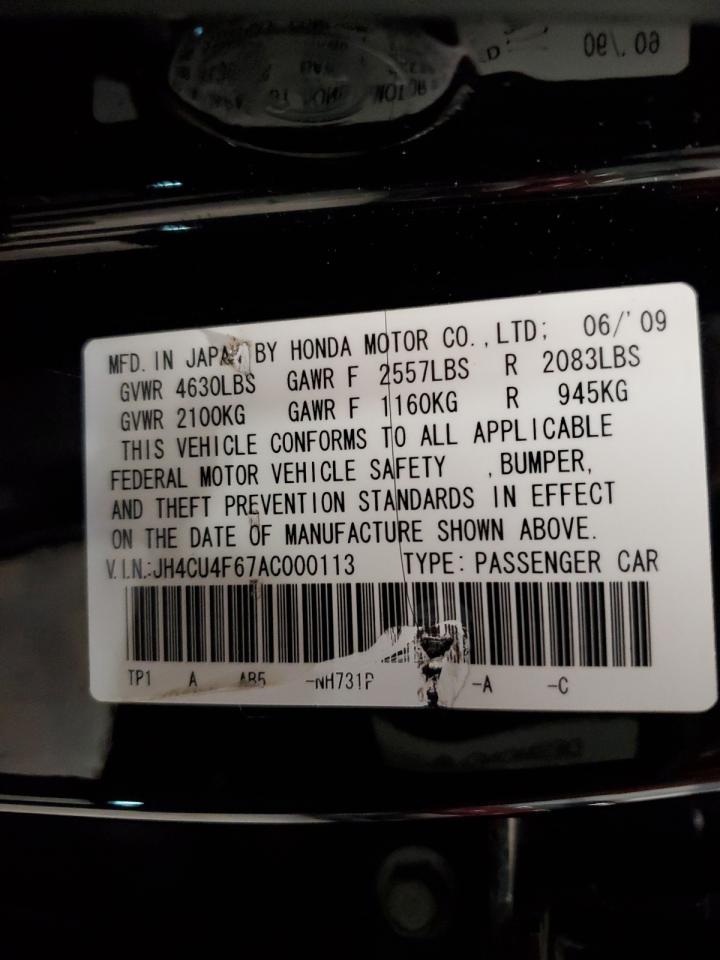 MFD. IN JAPAN BY HONDA MOTOR CO.,LTD; 06/'09
GVWR 4630LBS GAWR F 2557LBS R 2083LBS
GVWR 2100KG GAWR F 1160KG R 945KG
THIS VEHICLE CONFORMS TO ALL APPLICABLE
FEDERAL MOTOR VEHICLE SAFETY ,BUMPER,
AND THEFT PREVENTION STANDARDS IN EFFECT
ON THE DATE OF MANUFACTURE SHOWN ABOVE.
V.I.N.:JH4CU4F67AC000113 TYPE:PASSENGER CAR
TP1 A AB5 -NH731P -A -C